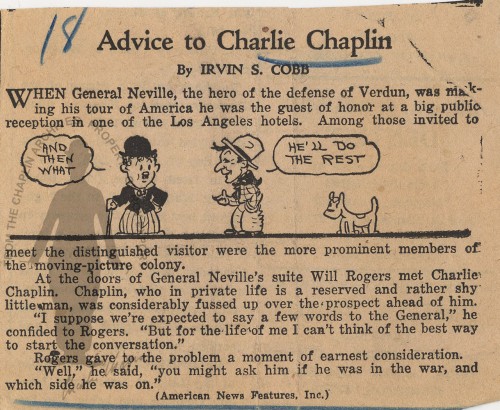 18
Advice to Charlie Chaplin
By IRVIN S. COBB
WHEN General Neville, the hero of the defense of Verdun, was mak-
ing his tour of America he was the guest of honor at a big public
reception in one of the Los Angeles hotels. Among those invited to
AND
THEN
WHAT
HE'LL DO
THE REST
meet the distinguished visitor were the more prominent members of
the moving-picture colony.
At the doors of General Neville's suite Will Rogers met Charlie
Chaplin. Chaplin, who in private life is a reserved and rather shy
little man, was considerably fussed up over the prospect ahead of him.
"I suppose we're expected to say a few words to the General," he
confided to Rogers. "But for the life of me I can't think of the best way
to start the conversation."
Rogers gave to the problem a moment of earnest consideration.
"Well," he said, "you might ask him if he was in the war, and
which side he was on."
(American News Features, Inc.)
THE CHAPLIN ARCHIVE